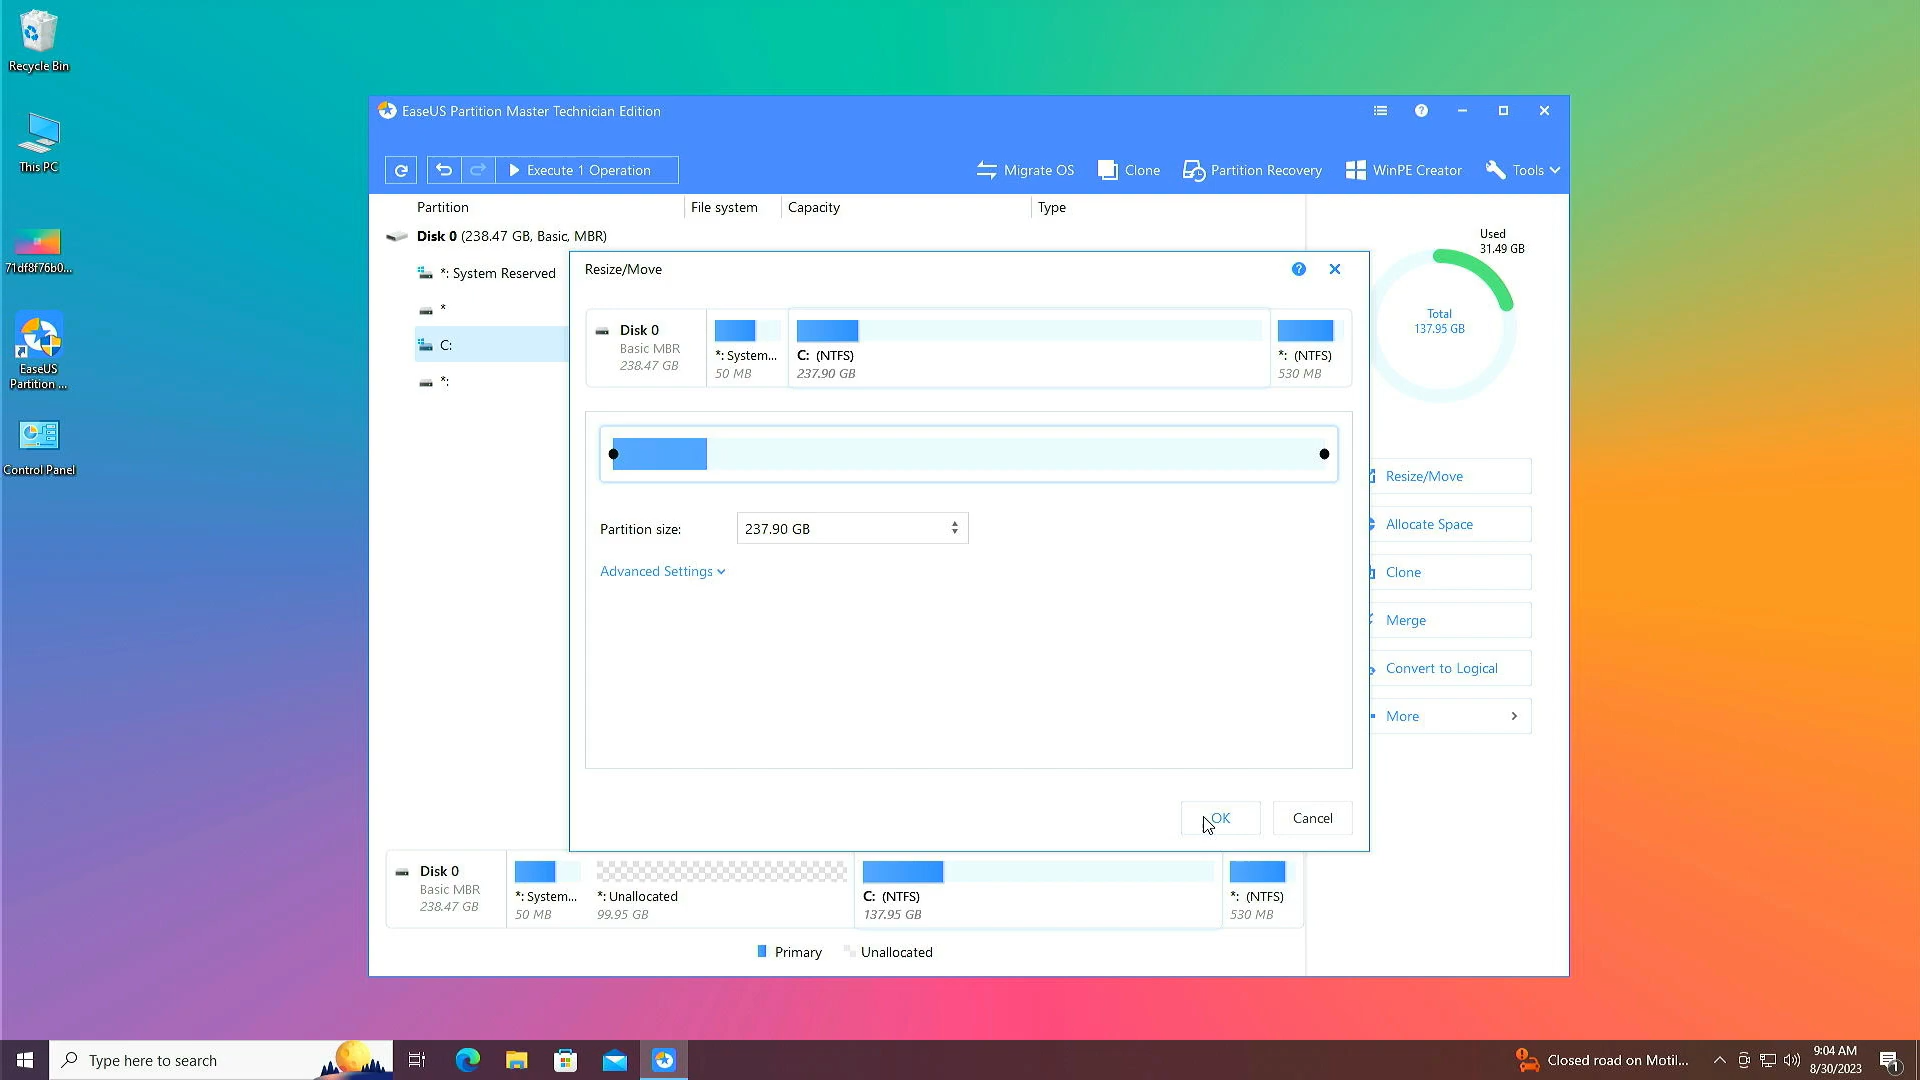 Recycle Bin
This PC
71df8f76b0...
EaseUS
Partition ...
Control Panel
EaseUS Partition Master Technician Edition
Execute 1 Operation
Migrate OS
Clone
Partition Recovery
WinPE Creator
Tools
Partition
File system
Capacity
Type
Disk 0 (238.47 GB, Basic, MBR)
*: System Reserved
*
C:
*:
Resize/Move
Disk 0
Basic MBR
238.47 GB
*: System...
50 MB
C: (NTFS)
237.90 GB
*: (NTFS)
530 MB
Partition size:
237.90 GB
Advanced Settings
OK
Cancel
Used
31.49 GB
Total
137.95 GB
Resize/Move
Allocate Space
Clone
Merge
Convert to Logical
More
Disk 0
Basic MBR
238.47 GB
*: System...
50 MB
*: Unallocated
99.95 GB
C: (NTFS)
137.95 GB
*: (NTFS)
530 MB
Primary
Unallocated
Type here to search
Closed road on Motil...
9:04 AM
8/30/2023
1